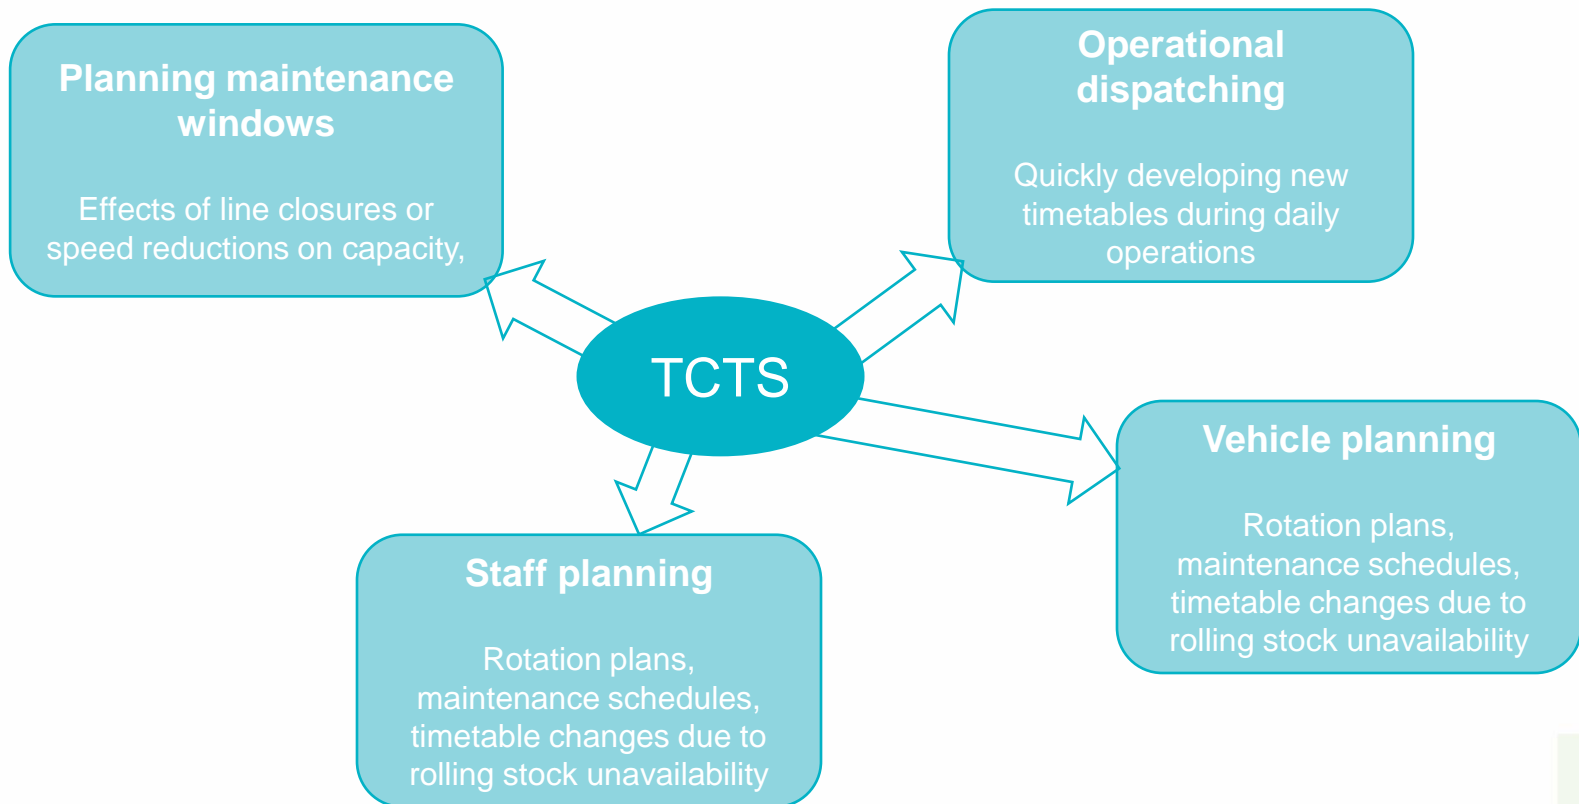 Planning maintenance
windows
Effects of line closures or
speed reductions on capacity,
Operational
dispatching
Quickly developing new
timetables during daily
operations
TCTS
Vehicle planning
Rotation plans,
maintenance schedules,
timetable changes due to
rolling stock unavailability
Staff planning
Rotation plans,
maintenance schedules,
timetable changes due to
rolling stock unavailability